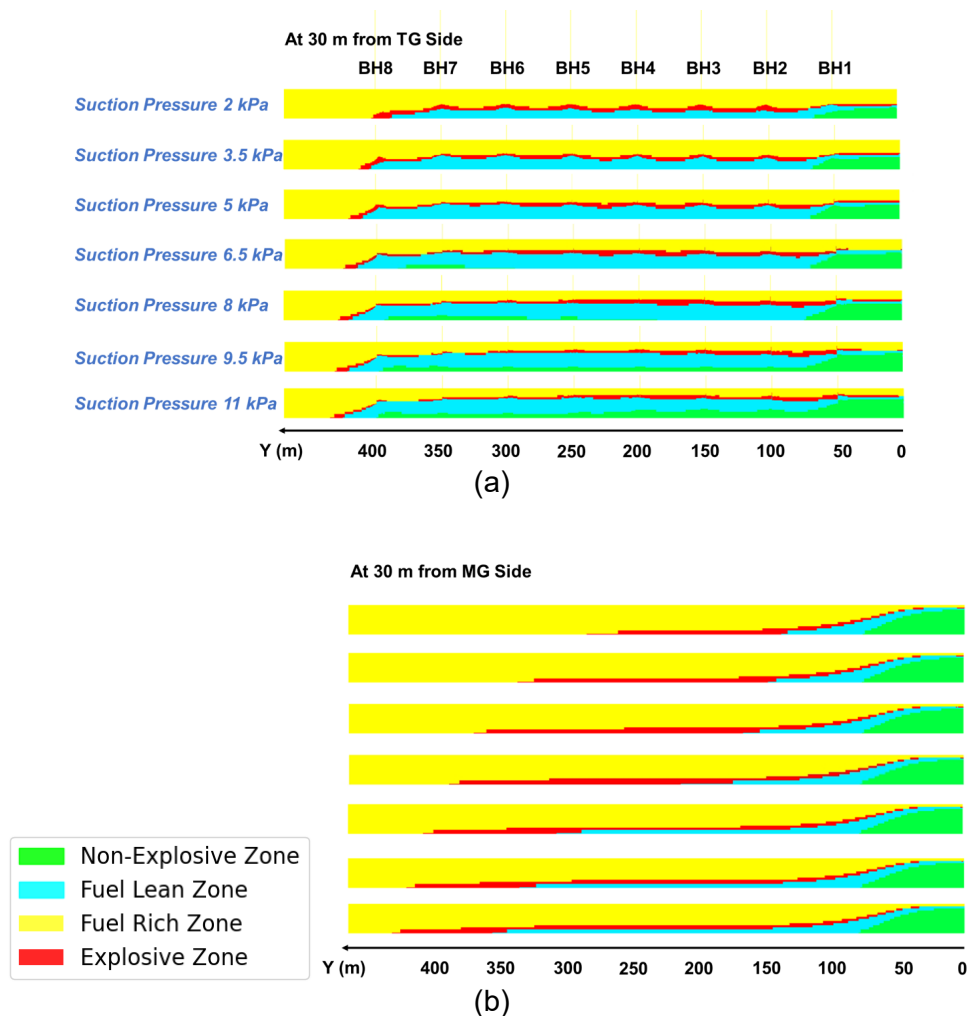 At 30 m from TG Side
BH8 BH7 BH6 BH5 BH4 BH3 BH2 BH1
Suction Pressure 2 kPa
Suction Pressure 3.5 kPa
Suction Pressure 5 kPa
Suction Pressure 6.5 kPa
Suction Pressure 8 kPa
Suction Pressure 9.5 kPa
Suction Pressure 11 kPa
Y (m) 400 350 300 250 200 150 100 50 0
(a)
At 30 m from MG Side
Non-Explosive Zone
Fuel Lean Zone
Fuel Rich Zone
Explosive Zone
Y (m) 400 350 300 250 200 150 100 50 0
(b)